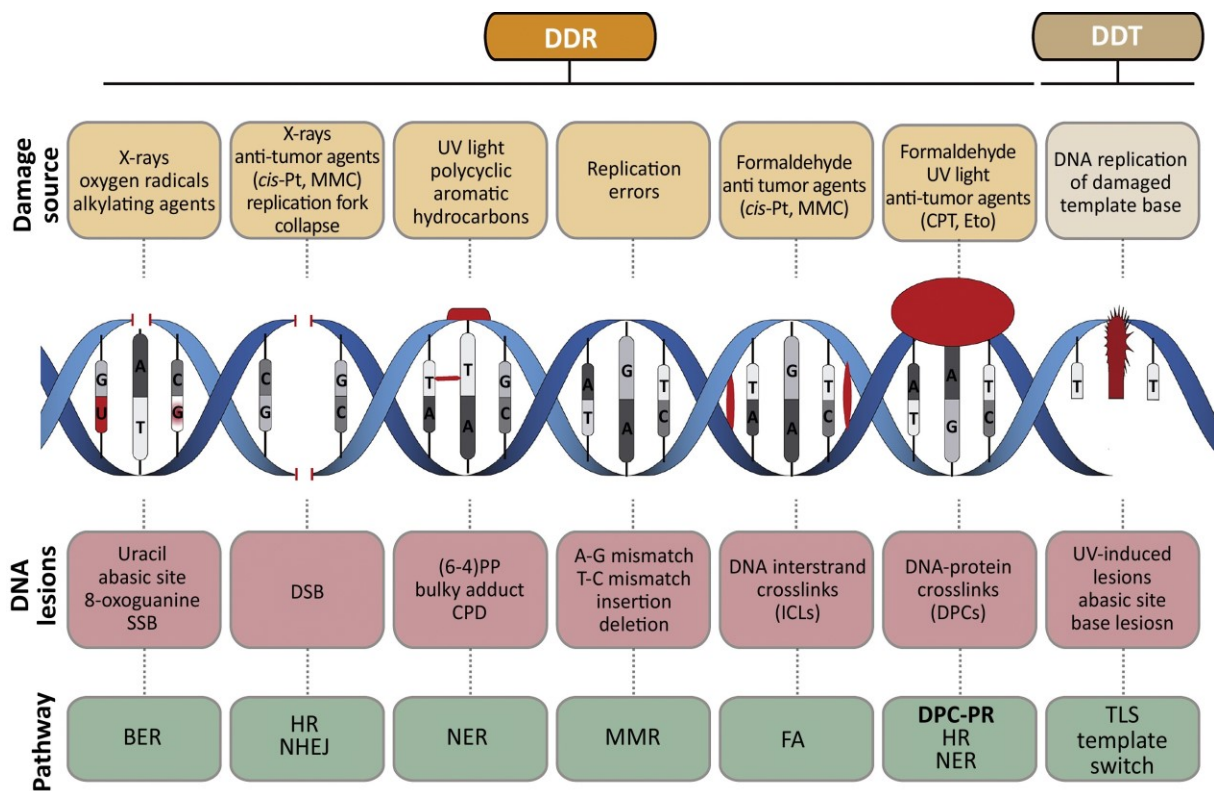 DDR
DDT
Damage
source
X-rays
oxygen radicals
alkylating agents
X-rays
anti-tumor agents
(cis-Pt, MMC)
replication fork
collapse
UV light
polycyclic
aromatic
hydrocarbons
Replication
errors
Formaldehyde
anti tumor agents
(cis-Pt, MMC)
Formaldehyde
UV light
anti-tumor agents
(CPT, Eto)
DNA replication
of damaged
template base
G A C
U T G
C G
G C
T T G
A A C
A G T
T A C
T G T
A A C
A A T
T G C
T T
DNA
lesions
Uracil
abasic site
8-oxoguanine
SSB
DSB
(6-4)PP
bulky adduct
CPD
A-G mismatch
T-C mismatch
insertion
deletion
DNA interstrand
crosslinks
(ICLs)
DNA-protein
crosslinks
(DPCs)
UV-induced
lesions
abasic site
base lesiosn
Pathway
BER
HR
NHEJ
NER
MMR
FA
DPC-PR
HR
NER
TLS
template
switch